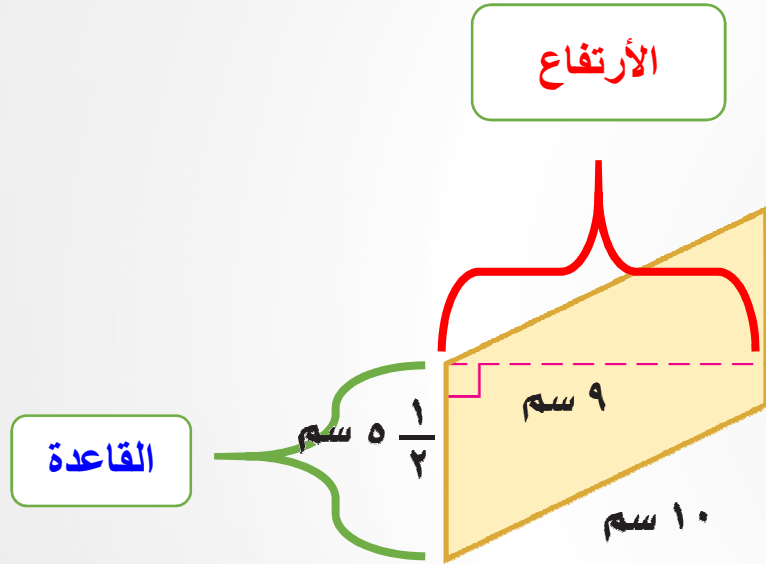 الأرتفاع
٩ سم
٥ ١/٢ سم
القاعدة
١٠ سم